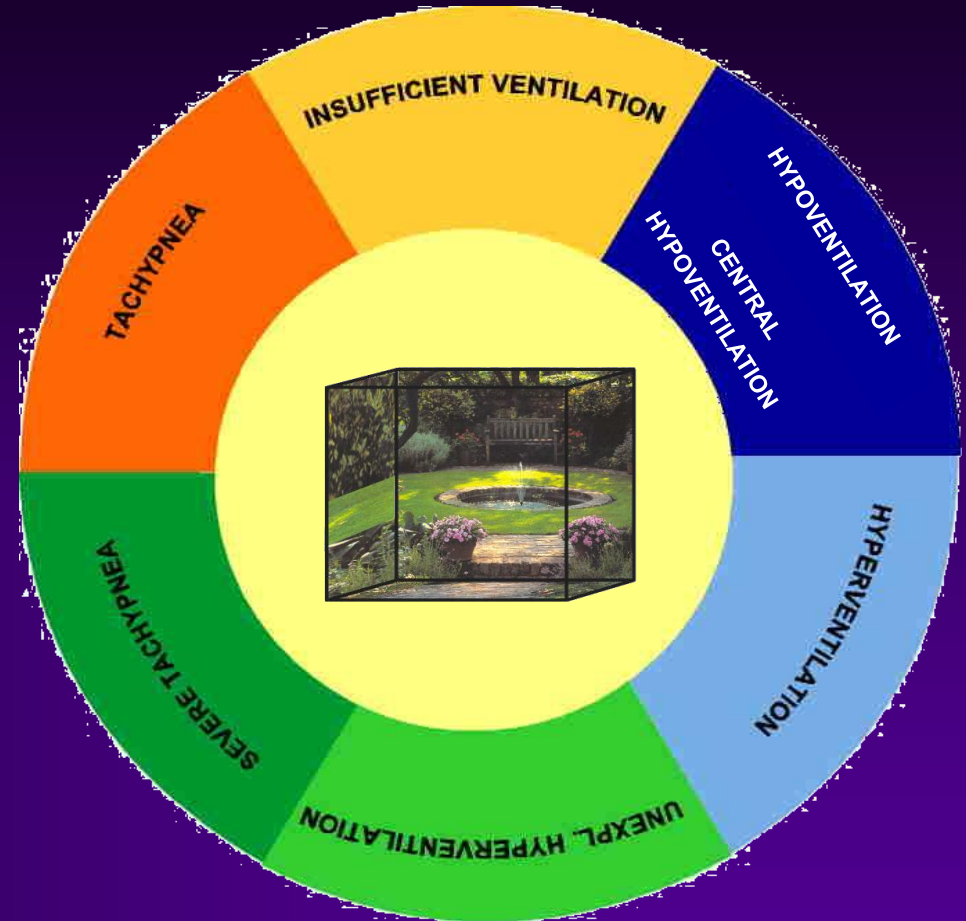 INSUFFICIENT VENTILATION
HYPOVENTILATION
CENTRAL
HYPOVENTILATION
HYPERVENTILATION
UNEXPL. HYPERVENTILATION
SEVERE TACHYPNEA
TACHYPNEA